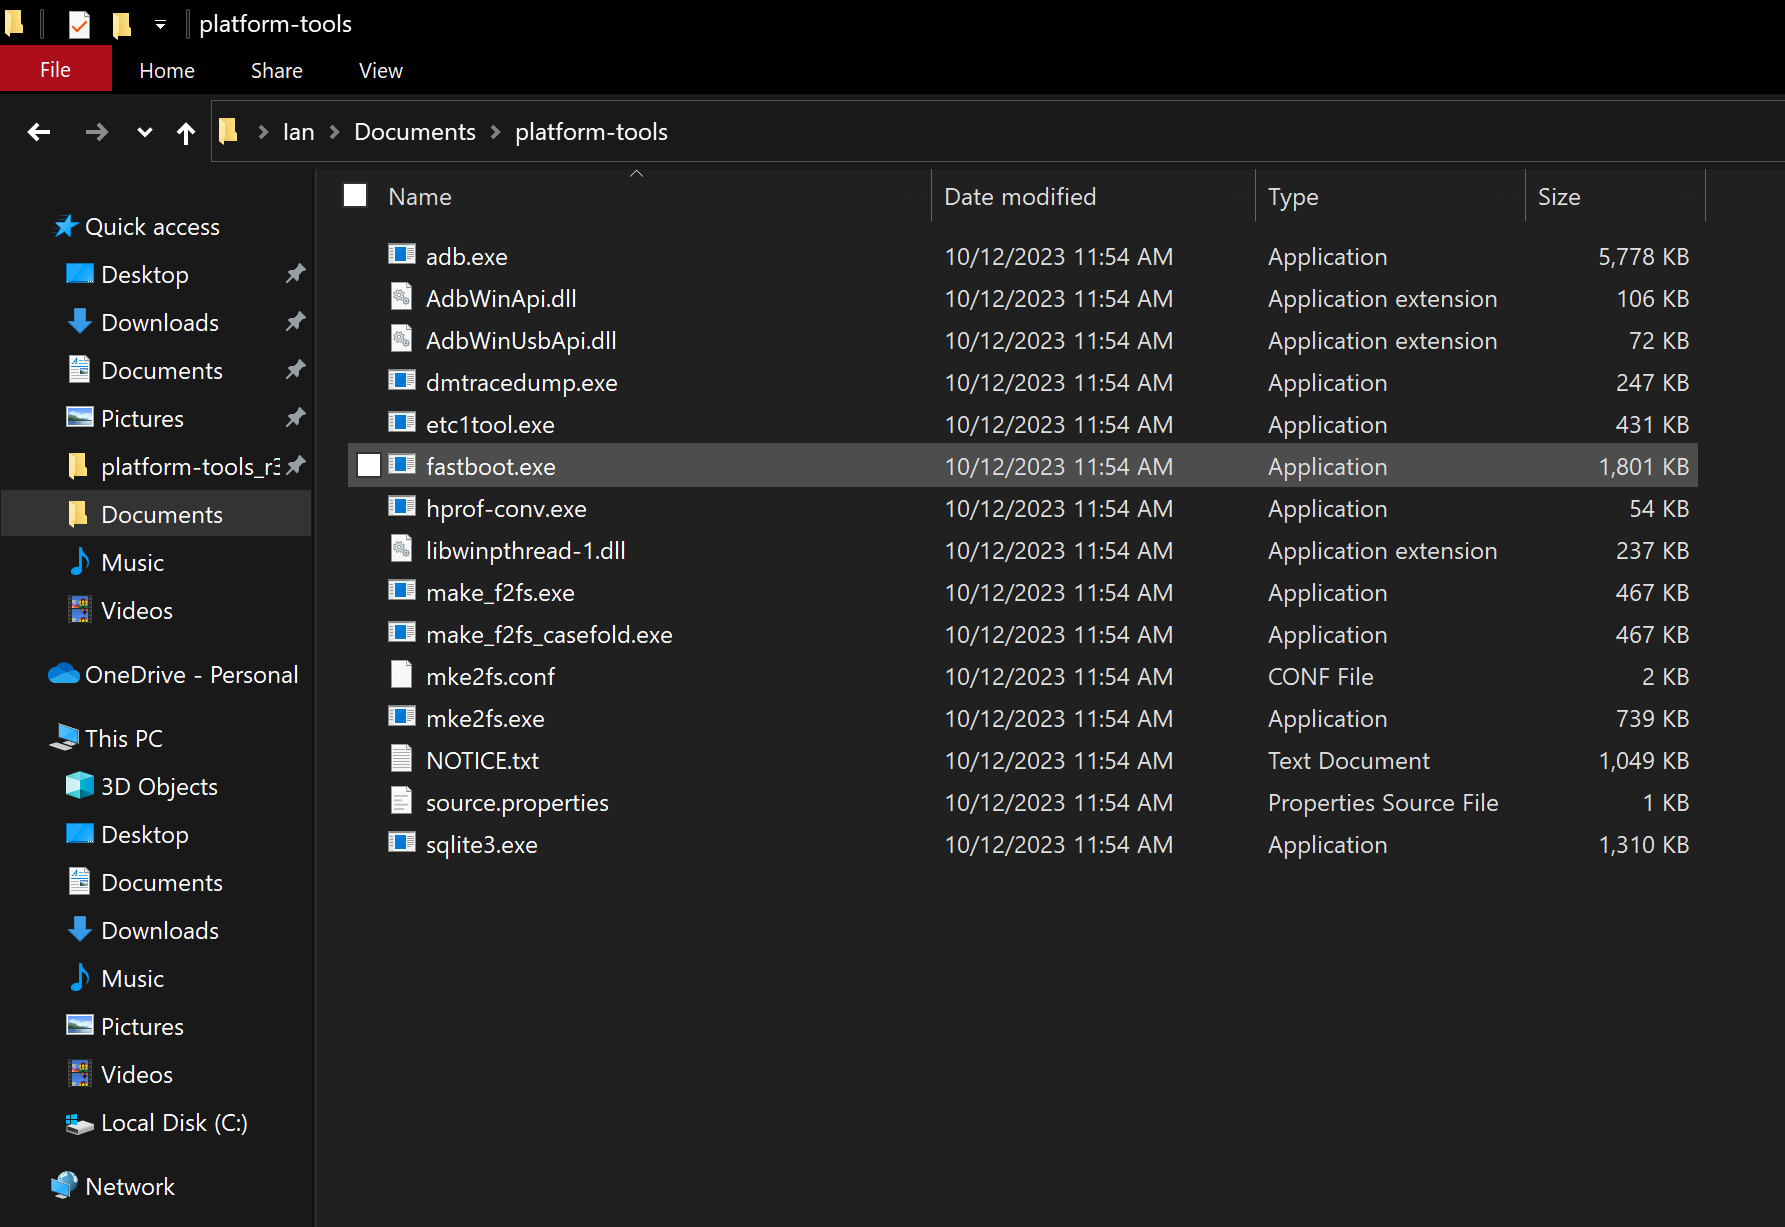 platform-tools
File Home Share View
Ian Documents platform-tools
Name Date modified Type Size
Quick access
Desktop
Downloads
Documents
Pictures
platform-tools_r3
Documents
Music
Videos
OneDrive - Personal
This PC
3D Objects
Desktop
Documents
Downloads
Music
Pictures
Videos
Local Disk (C:)
Network
adb.exe 10/12/2023 11:54 AM Application 5,778 KB
AdbWinApi.dll 10/12/2023 11:54 AM Application extension 106 KB
AdbWinUsbApi.dll 10/12/2023 11:54 AM Application extension 72 KB
dmtracedump.exe 10/12/2023 11:54 AM Application 247 KB
etc1tool.exe 10/12/2023 11:54 AM Application 431 KB
fastboot.exe 10/12/2023 11:54 AM Application 1,801 KB
hprof-conv.exe 10/12/2023 11:54 AM Application 54 KB
libwinpthread-1.dll 10/12/2023 11:54 AM Application extension 237 KB
make_f2fs.exe 10/12/2023 11:54 AM Application 467 KB
make_f2fs_casefold.exe 10/12/2023 11:54 AM Application 467 KB
mke2fs.conf 10/12/2023 11:54 AM CONF File 2 KB
mke2fs.exe 10/12/2023 11:54 AM Application 739 KB
NOTICE.txt 10/12/2023 11:54 AM Text Document 1,049 KB
source.properties 10/12/2023 11:54 AM Properties Source File 1 KB
sqlite3.exe 10/12/2023 11:54 AM Application 1,310 KB